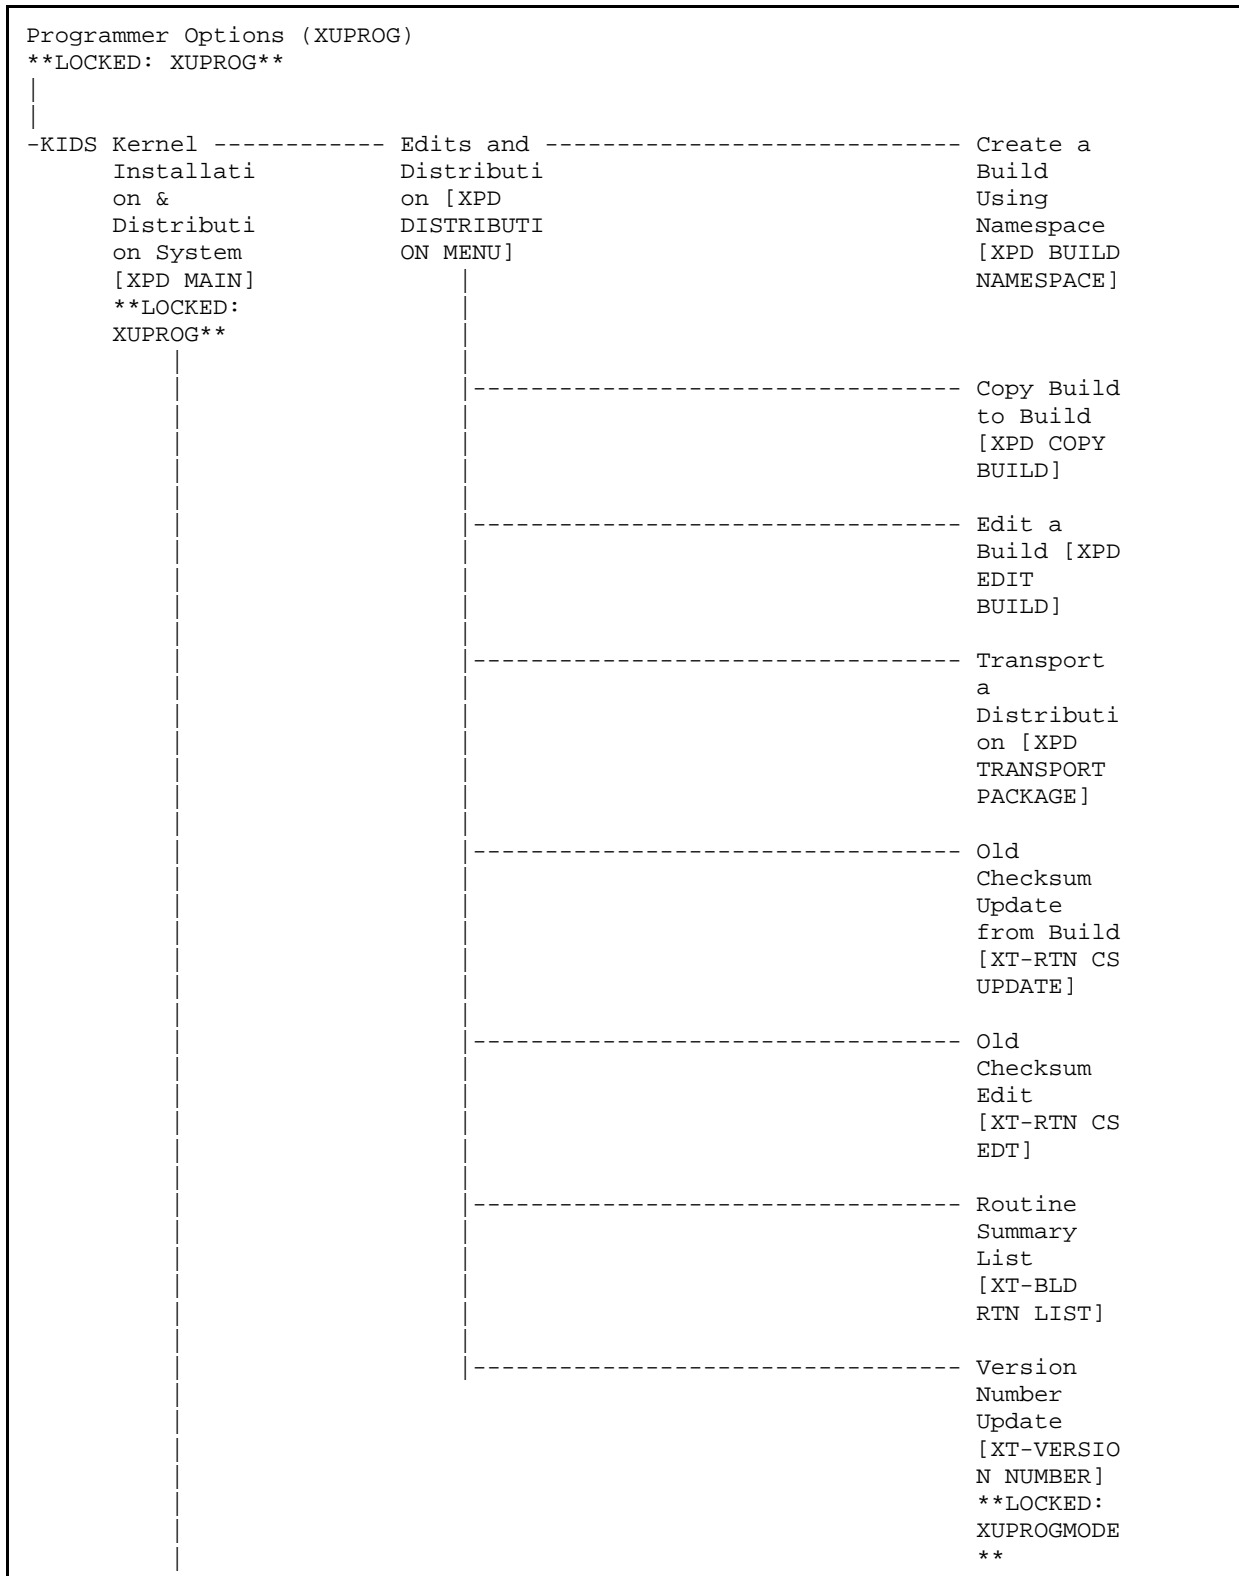 Programmer Options (XUPROG)
**LOCKED: XUPROG**
|
|
-KIDS Kernel ------------ Edits and ----------------------------- Create a
Installati Distributi Build
on & on [XPD Using
Distributi DISTRIBUTI Namespace
on System ON MENU] [XPD BUILD
[XPD MAIN] | NAMESPACE]
**LOCKED: |
XUPROG** |
| |
| |---------------------------------- Copy Build
| | to Build
| | [XPD COPY
| | BUILD]
| |
| |---------------------------------- Edit a
| | Build [XPD
| | EDIT
| | BUILD]
| |
| |---------------------------------- Transport
| | a
| | Distributi
| | on [XPD
| | TRANSPORT
| | PACKAGE]
| |
| |---------------------------------- Old
| | Checksum
| | Update
| | from Build
| | [XT-RTN CS
| | UPDATE]
| |
| |---------------------------------- Old
| | Checksum
| | Edit
| | [XT-RTN CS
| | EDT]
| |
| |---------------------------------- Routine
| | Summary
| | List
| | [XT-BLD
| | RTN LIST]
| |
| |---------------------------------- Version
| Number
| Update
| [XT-VERSIO
| N NUMBER]
| **LOCKED:
| XUPROGMODE
| **